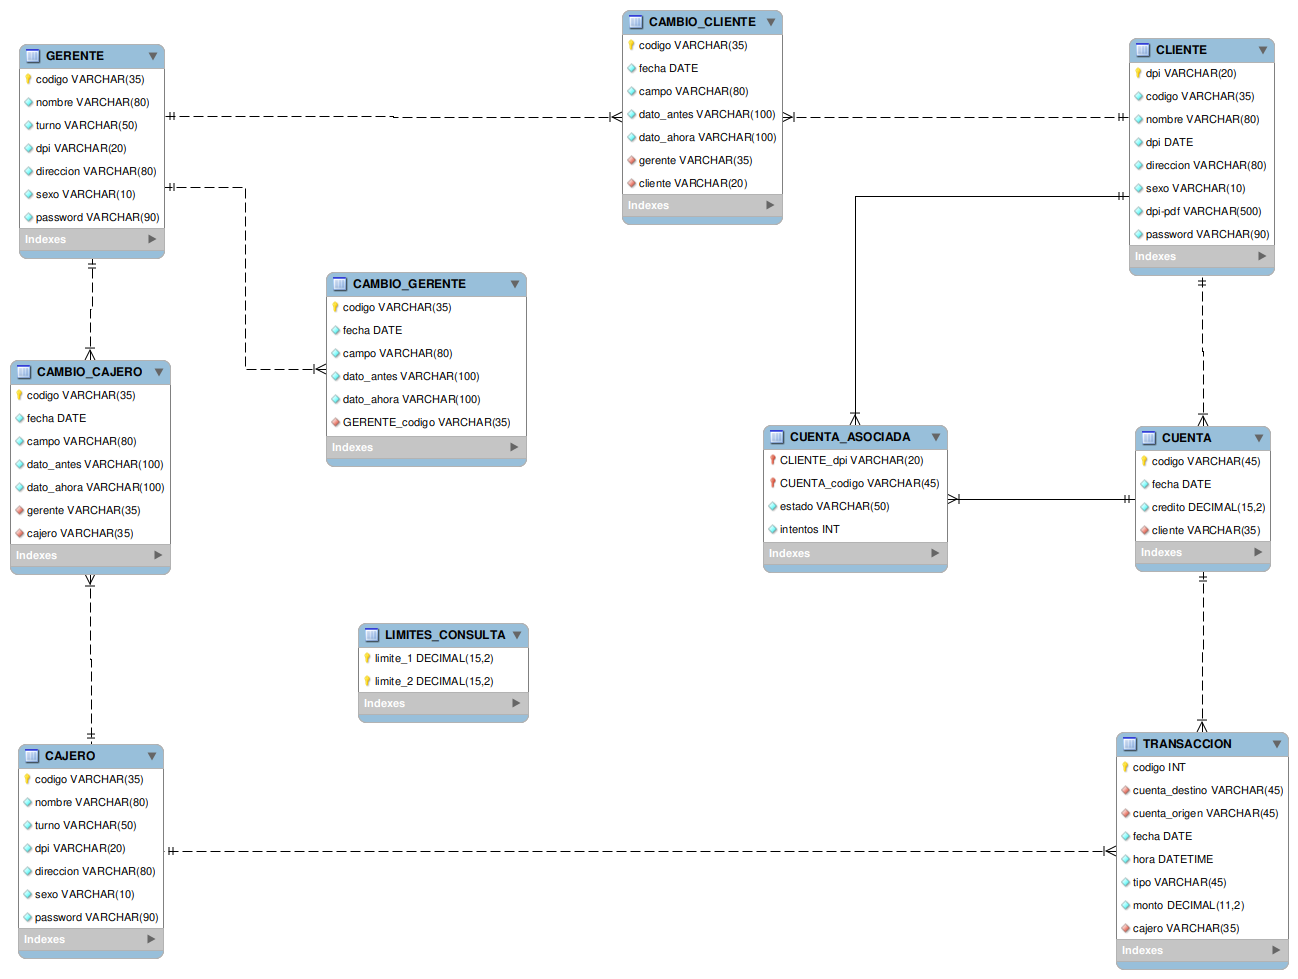 GERENTE
codigo VARCHAR(35)
nombre VARCHAR(80)
turno VARCHAR(50)
dpi VARCHAR(20)
direccion VARCHAR(80)
sexo VARCHAR(10)
password VARCHAR(90)
Indexes
CAMBIO_CLIENTE
codigo VARCHAR(35)
fecha DATE
campo VARCHAR(80)
dato_antes VARCHAR(100)
dato_ahora VARCHAR(100)
gerente VARCHAR(35)
cliente VARCHAR(20)
Indexes
CLIENTE
dpi VARCHAR(20)
codigo VARCHAR(35)
nombre VARCHAR(80)
dpi DATE
direccion VARCHAR(80)
sexo VARCHAR(10)
dpi-pdf VARCHAR(500)
password VARCHAR(90)
Indexes
CAMBIO_GERENTE
codigo VARCHAR(35)
fecha DATE
campo VARCHAR(80)
dato_antes VARCHAR(100)
dato_ahora VARCHAR(100)
GERENTE_codigo VARCHAR(35)
Indexes
CAMBIO_CAJERO
codigo VARCHAR(35)
fecha DATE
campo VARCHAR(80)
dato_antes VARCHAR(100)
dato_ahora VARCHAR(100)
gerente VARCHAR(35)
cajero VARCHAR(35)
Indexes
CUENTA_ASOCIADA
CLIENTE_dpi VARCHAR(20)
CUENTA_codigo VARCHAR(45)
estado VARCHAR(50)
intentos INT
Indexes
CUENTA
codigo VARCHAR(45)
fecha DATE
credito DECIMAL(15,2)
cliente VARCHAR(35)
Indexes
LIMITES_CONSULTA
limite_1 DECIMAL(15,2)
limite_2 DECIMAL(15,2)
Indexes
CAJERO
codigo VARCHAR(35)
nombre VARCHAR(80)
turno VARCHAR(50)
dpi VARCHAR(20)
direccion VARCHAR(80)
sexo VARCHAR(10)
password VARCHAR(90)
Indexes
TRANSACCION
codigo INT
cuenta_destino VARCHAR(45)
cuenta_origen VARCHAR(45)
fecha DATE
hora DATETIME
tipo VARCHAR(45)
monto DECIMAL(11,2)
cajero VARCHAR(35)
Indexes